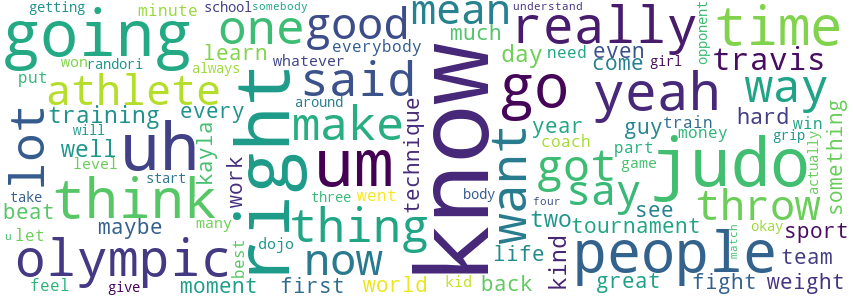 getting
minute
school
somebody
understand
going
one
good
mean
really
time
everybody
much
opponent
won
randori
learn
whatever
day
need
even
come
girl
travis
put
always
said
athlete
go
yeah
way
lot
training
every
around
make
technique
year
guy
train
hard
something
will
uh
right
um
know
want
coach
money
win
well
kayla
work
part
game
grip
actually
level
got
judo
take
start
think
three
went
body
say
throw
beat
many
thing
four
two
see
maybe
best
dojo
tournament
okay
u
let
olympic
now
life
kind
people
match
sport
team
feel
give
moment
first
world
kid
back
great
fight
weight